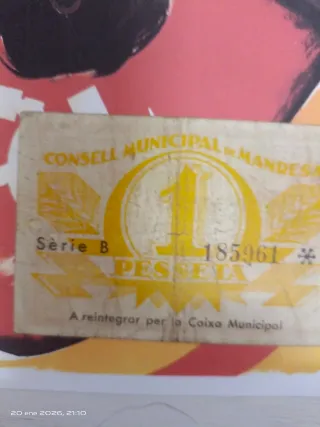 CONSELL MUNICIPAL DE MANRESA
1
Sèrie B 185961 *
PESSETA
A reintegrar per la Caixa Municipal
20 ene 2026, 21:10